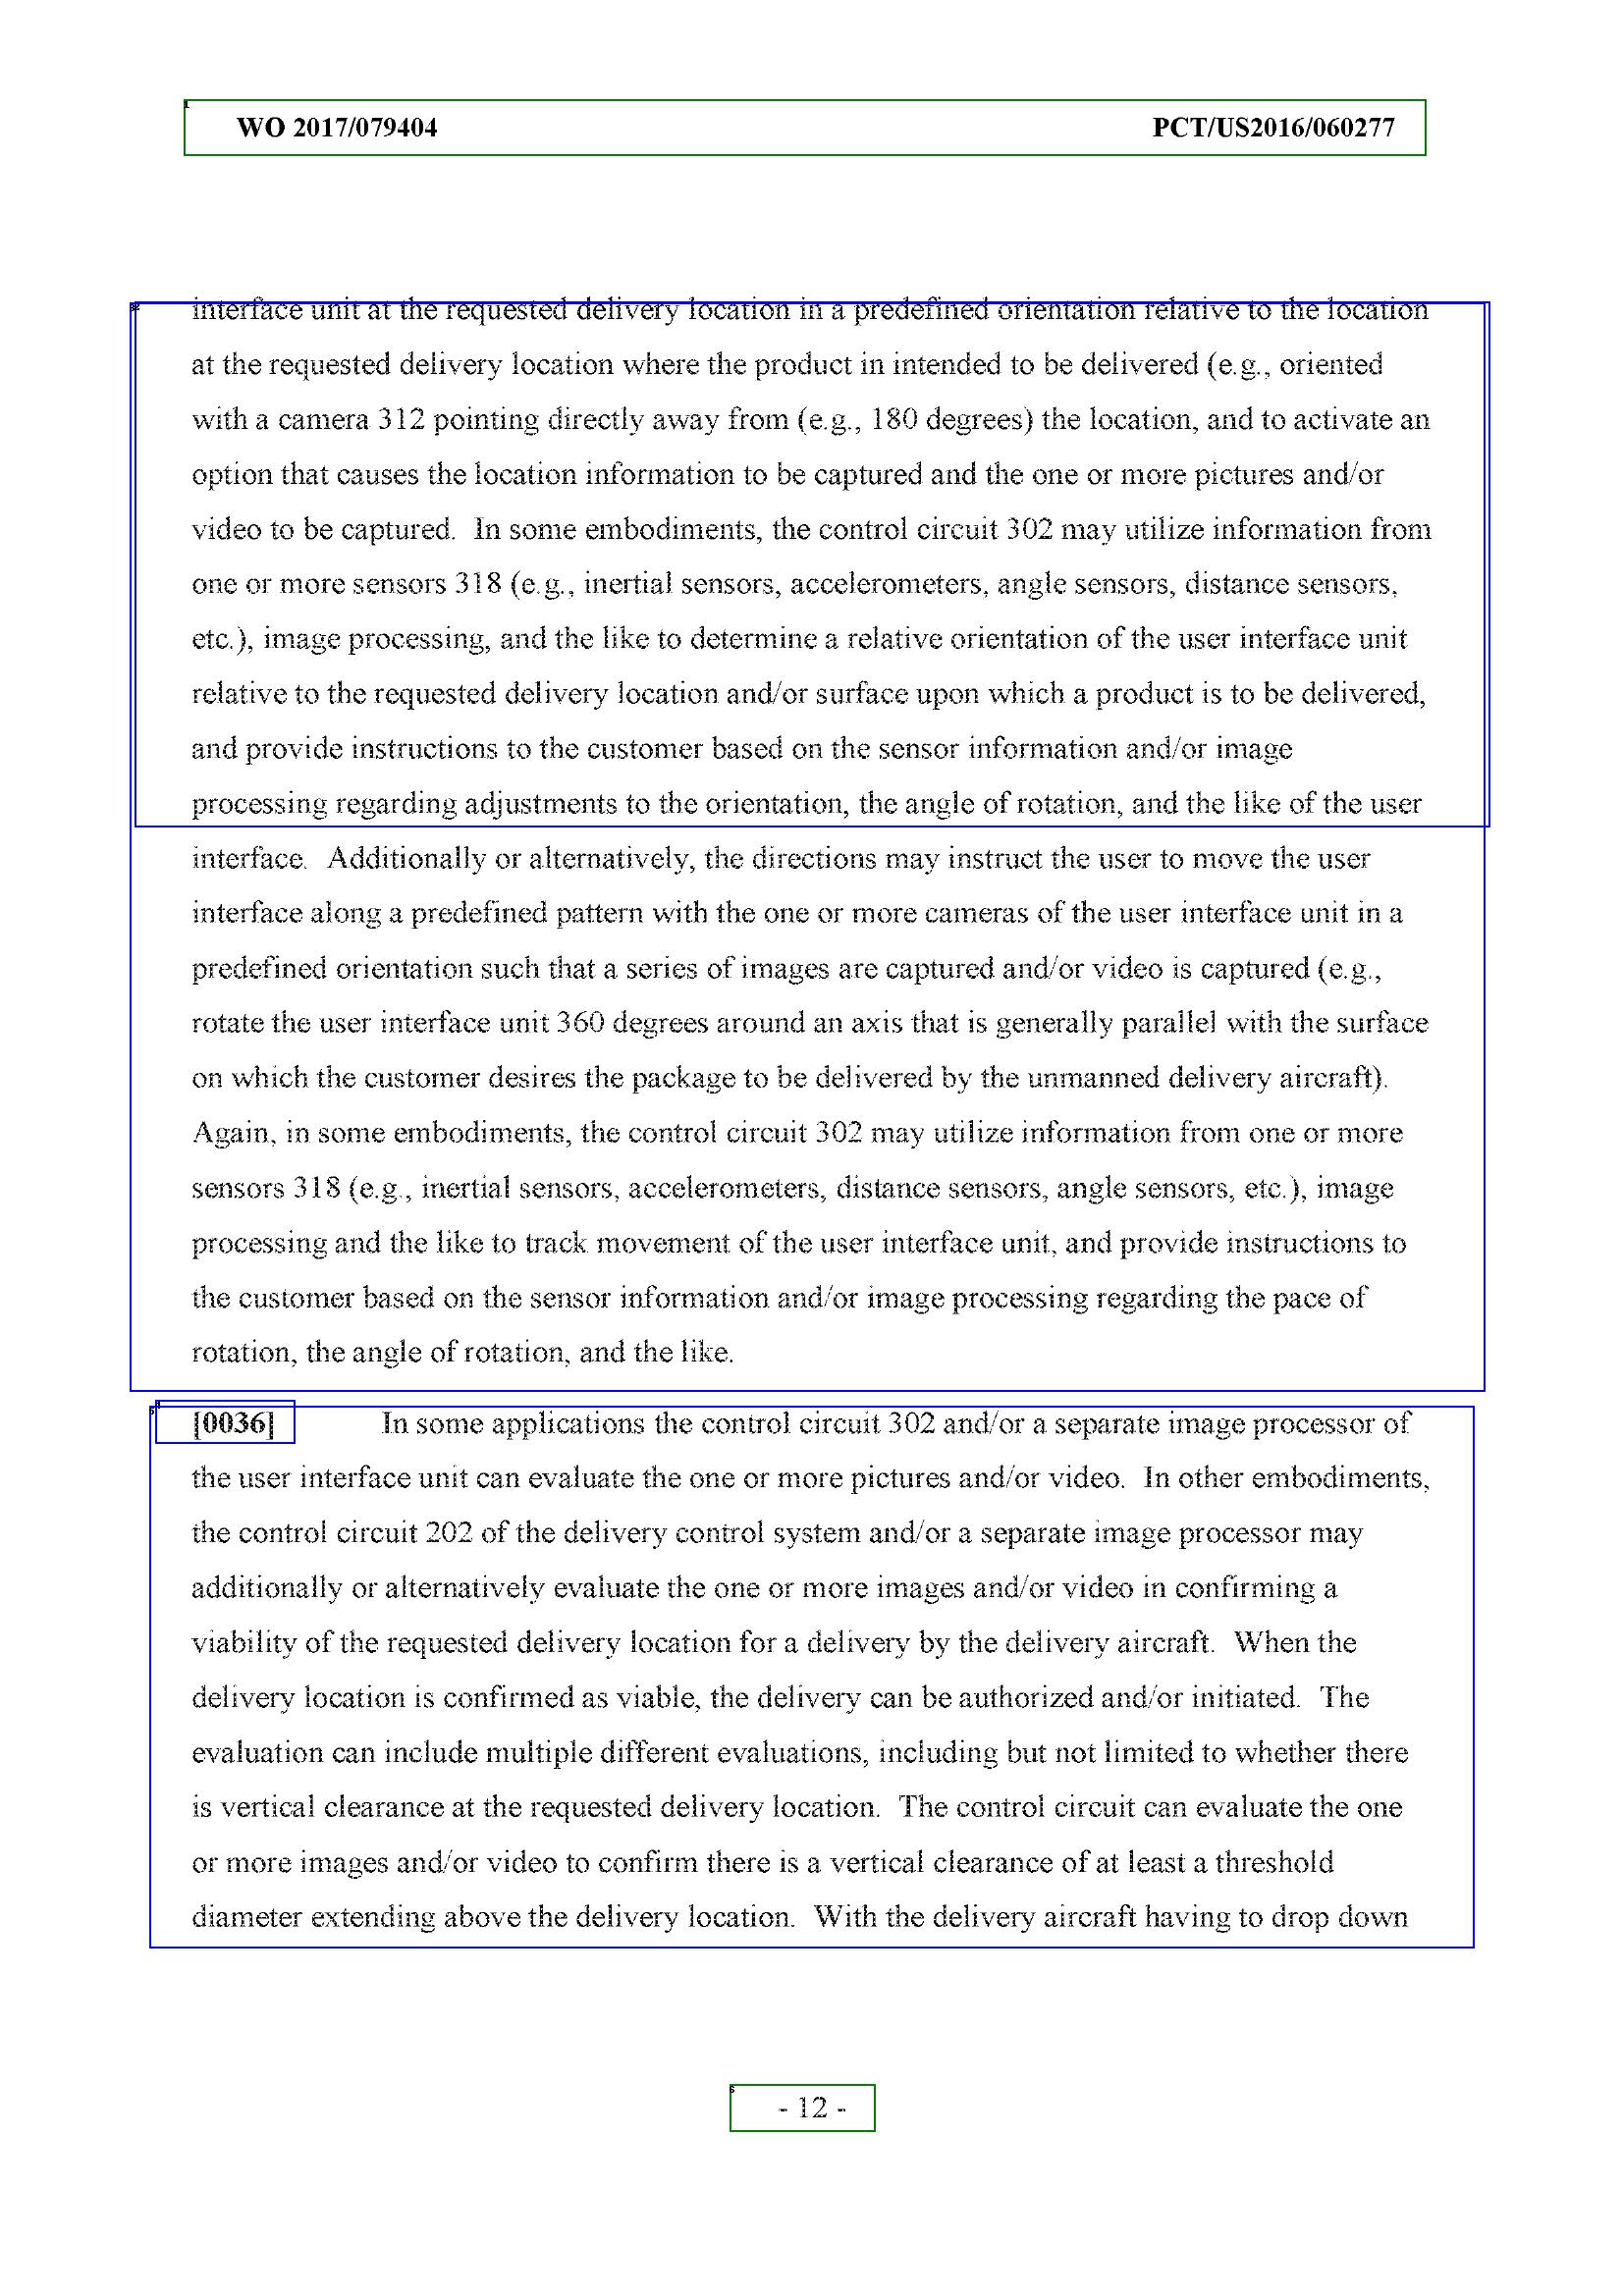 WO 2017/079404 PCT/US2016/060277
interface unit at the requested delivery location in a predefined orientation relative to the location
at the requested delivery location where the product in intended to be delivered (e.g., oriented
with a camera 312 pointing directly away from (e.g., 180 degrees) the location, and to activate an
option that causes the location information to be captured and the one or more pictures and/or
video to be captured.  In some embodiments, the control circuit 302 may utilize information from
one or more sensors 318 (e.g., inertial sensors, accelerometers, angle sensors, distance sensors,
etc.), image processing, and the like to determine a relative orientation of the user interface unit
relative to the requested delivery location and/or surface upon which a product is to be delivered,
and provide instructions to the customer based on the sensor information and/or image
processing regarding adjustments to the orientation, the angle of rotation, and the like of the user
interface.  Additionally or alternatively, the directions may instruct the user to move the user
interface along a predefined pattern with the one or more cameras of the user interface unit in a
predefined orientation such that a series of images are captured and/or video is captured (e.g.,
rotate the user interface unit 360 degrees around an axis that is generally parallel with the surface
on which the customer desires the package to be delivered by the unmanned delivery aircraft).
Again, in some embodiments, the control circuit 302 may utilize information from one or more
sensors 318 (e.g., inertial sensors, accelerometers, distance sensors, angle sensors, etc.), image
processing and the like to track movement of the user interface unit, and provide instructions to
the customer based on the sensor information and/or image processing regarding the pace of
rotation, the angle of rotation, and the like.
[0036] In some applications the control circuit 302 and/or a separate image processor of
the user interface unit can evaluate the one or more pictures and/or video.  In other embodiments,
the control circuit 202 of the delivery control system and/or a separate image processor may
additionally or alternatively evaluate the one or more images and/or video in confirming a
viability of the requested delivery location for a delivery by the delivery aircraft.  When the
delivery location is confirmed as viable, the delivery can be authorized and/or initiated.  The
evaluation can include multiple different evaluations, including but not limited to whether there
is vertical clearance at the requested delivery location.  The control circuit can evaluate the one
or more images and/or video to confirm there is a vertical clearance of at least a threshold
diameter extending above the delivery location.  With the delivery aircraft having to drop down
- 12 -